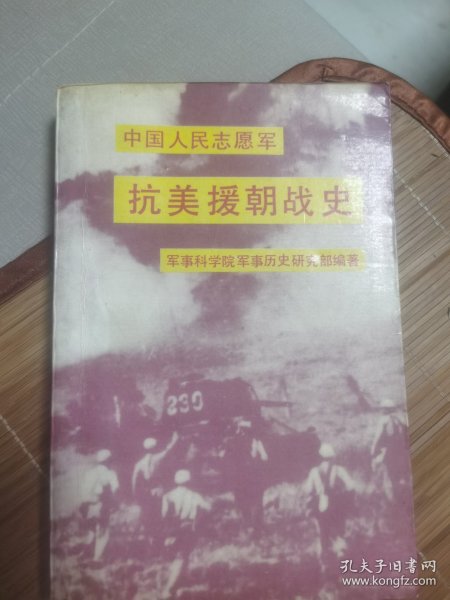 中国人民志愿军
抗美援朝战史
军事科学院军事历史研究部编著
230
孔夫子旧书网
www.kongfz.com